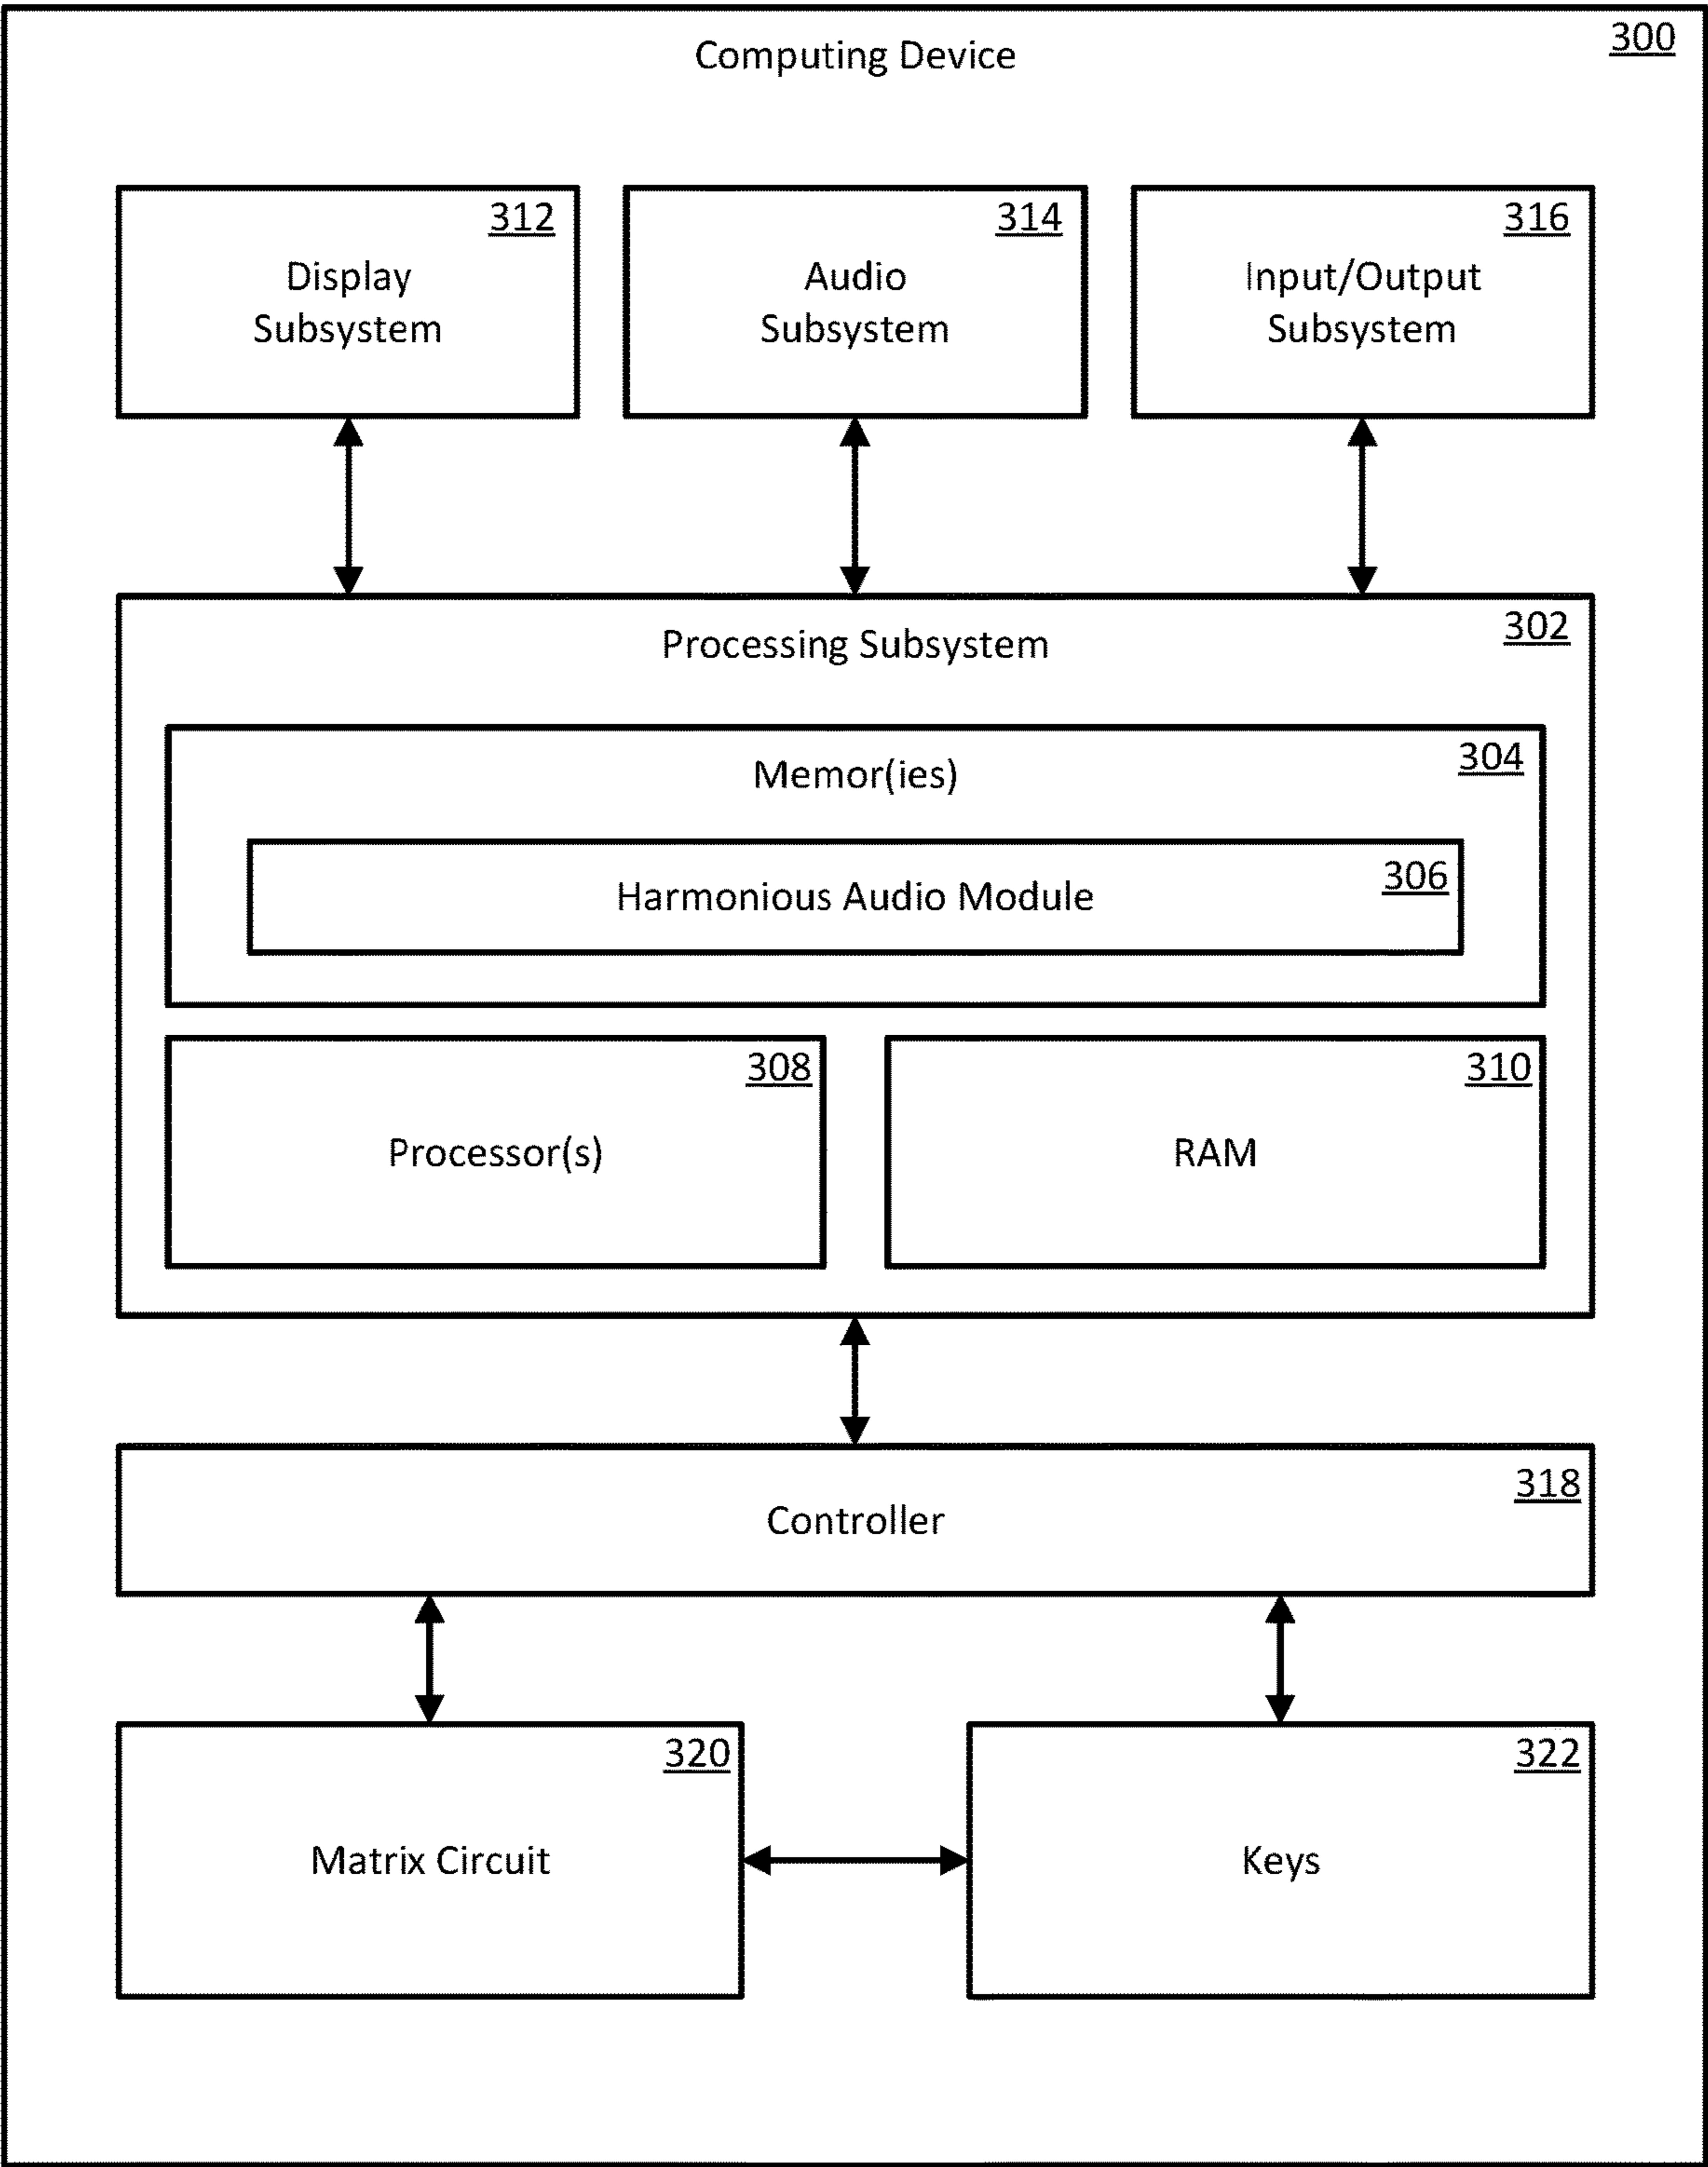 300
Computing Device
312
314
316
Display
Subsystem
Audio
Subsystem
Input/Output
Subsystem
302
Processing Subsystem
304
Memor(ies)
306
Harmonious Audio Module
308
Processor(s)
310
RAM
318
Controller
320
Matrix Circuit
322
Keys